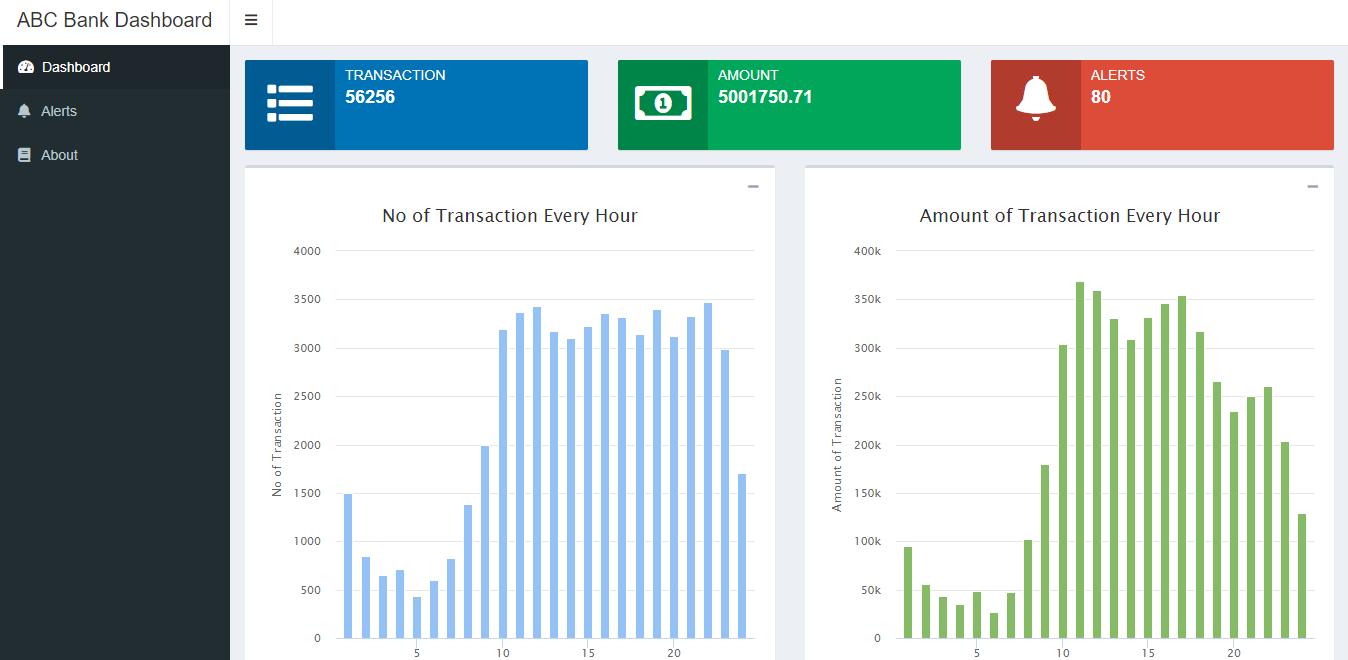 ABC Bank Dashboard
Dashboard
Alerts
About
TRANSACTION
56256
1
AMOUNT
5001750.71
ALERTS
80
No of Transaction Every Hour
No of Transaction
4000
3500
3000
2500
2000
1500
1000
500
0
5 10 15 20
Amount of Transaction Every Hour
Amount of Transaction
400k
350k
300k
250k
200k
150k
100k
50k
0
5 10 15 20